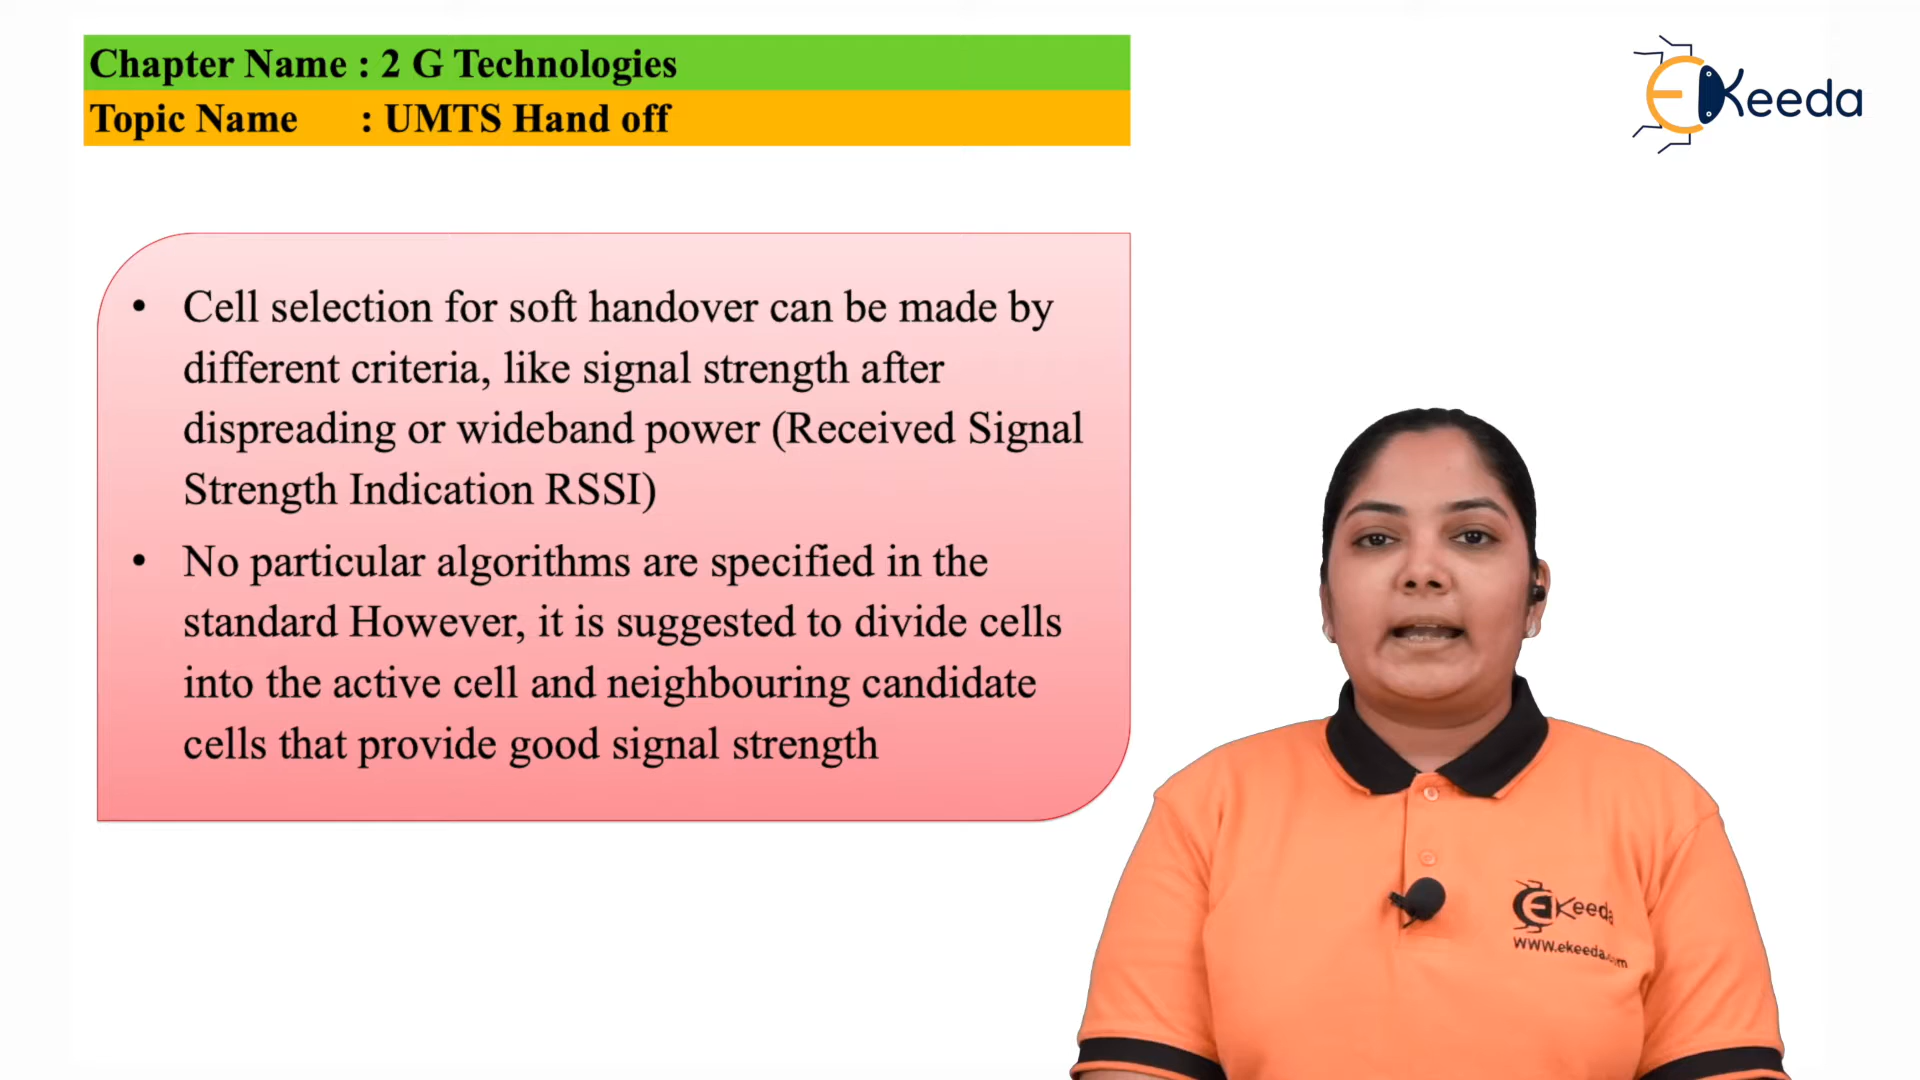 Chapter Name : 2 G Technologies
Topic Name : UMTS Hand off
EKeeda
• Cell selection for soft handover can be made by
different criteria, like signal strength after
dispreading or wideband power (Received Signal
Strength Indication RSSI)
• No particular algorithms are specified in the
standard However, it is suggested to divide cells
into the active cell and neighbouring candidate
cells that provide good signal strength
EKeeda
www.ekeeda.com